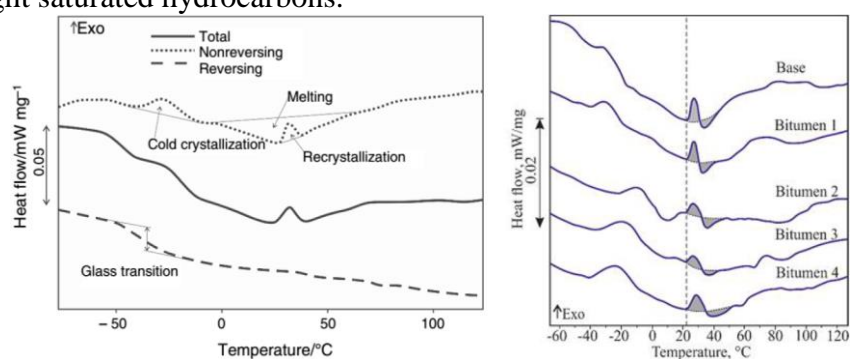 ght saturated hydrocarbons.
↑Exo
Total
Nonreversing
Reversing
Melting
Cold crystallization
Recrystallization
Glass transition
Heat flow/mW mg⁻¹
0.05
– 50
0
50
100
Temperature/°C
Base
Bitumen 1
Bitumen 2
Bitumen 3
Bitumen 4
Heat flow, mW/mg
0.02
↑Exo
-60 -40 -20 0 20 40 60 80 100 120
Temperature, °C